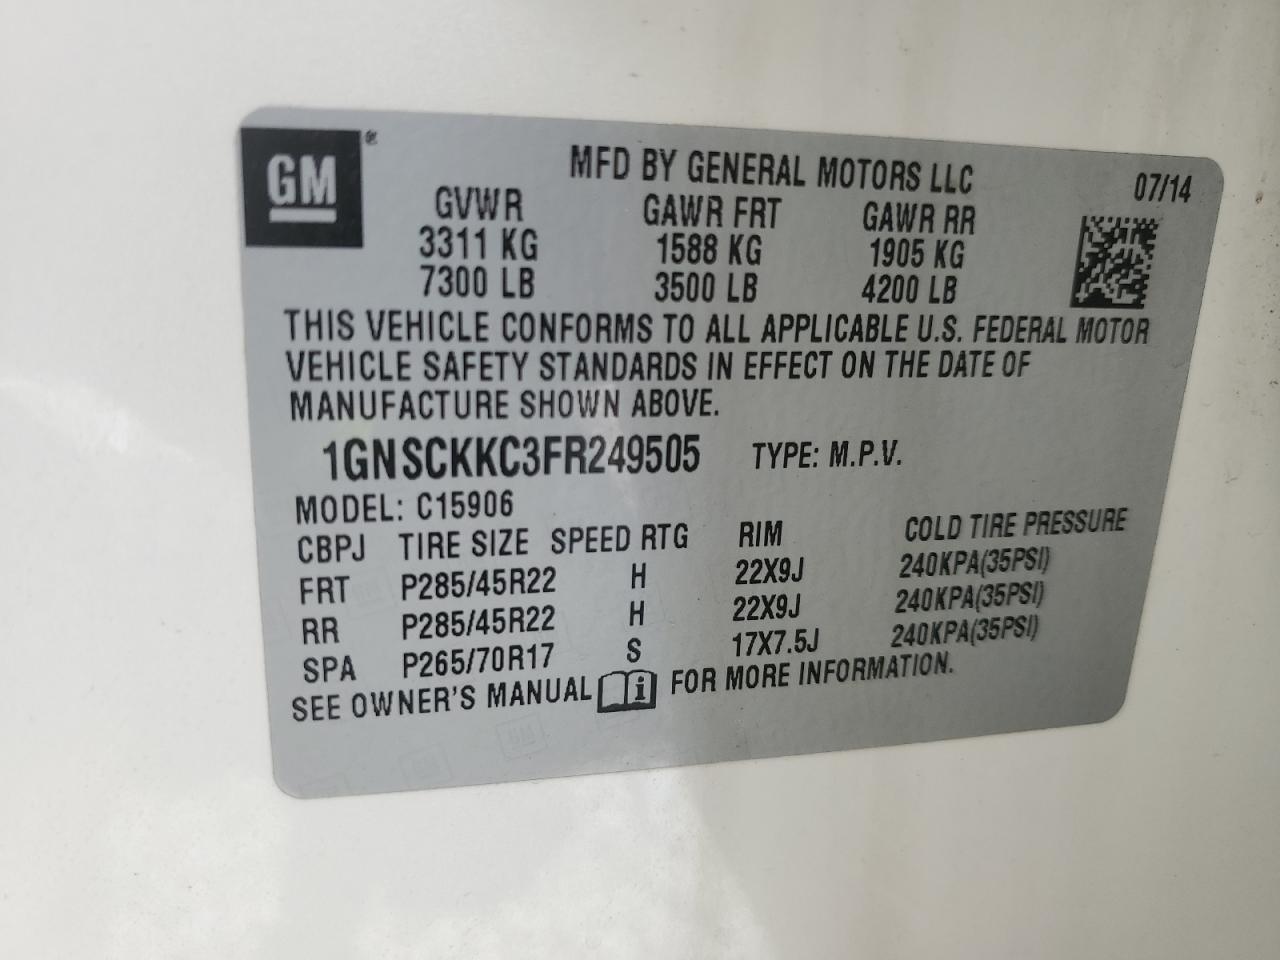 GM®
MFD BY GENERAL MOTORS LLC 07/14
GVWR GAWR FRT GAWR RR
3311 KG 1588 KG 1905 KG
7300 LB 3500 LB 4200 LB
THIS VEHICLE CONFORMS TO ALL APPLICABLE U.S. FEDERAL MOTOR
VEHICLE SAFETY STANDARDS IN EFFECT ON THE DATE OF
MANUFACTURE SHOWN ABOVE.
1GNSCKKC3FR249505 TYPE: M.P.V.
MODEL: C15906
CBPJ TIRE SIZE SPEED RTG RIM COLD TIRE PRESSURE
FRT P285/45R22 H 22X9J 240KPA(35PSI)
RR P285/45R22 H 22X9J 240KPA(35PSI)
SPA P265/70R17 S 17X7.5J 240KPA(35PSI)
SEE OWNER'S MANUAL i FOR MORE INFORMATION.
GM GM